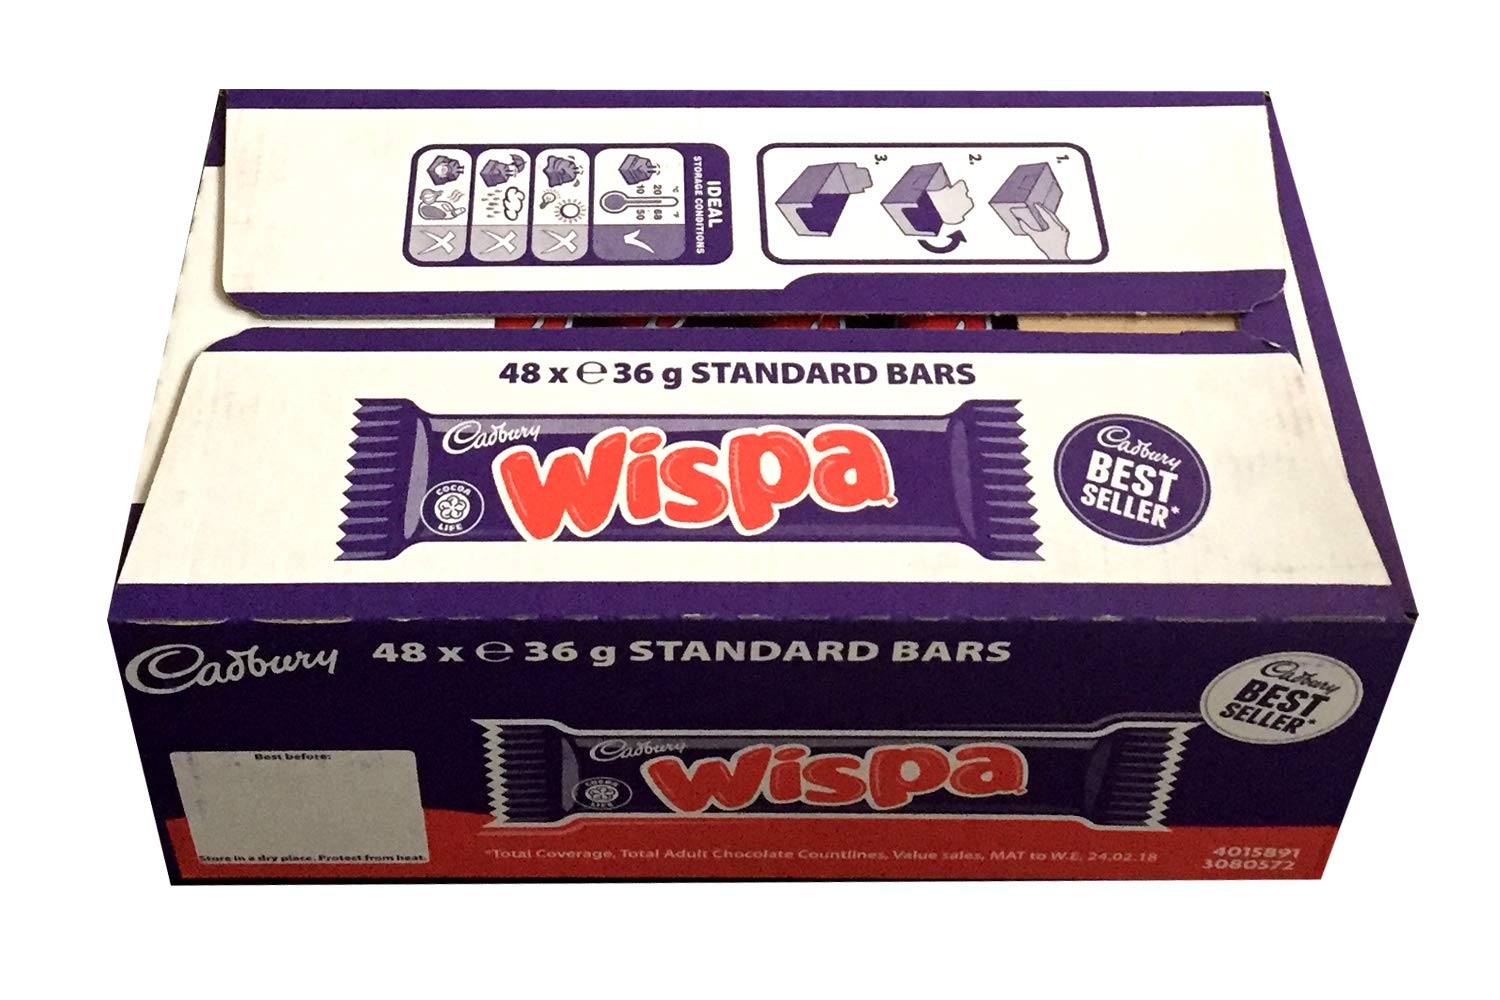 IDEAL
STORAGE CONDITIONS
°C °F
20 68
10 50
1.
2.
3.
48 x ℮ 36 g STANDARD BARS
Cadbury
wispa
COCOA
LIFE
Cadbury
BEST
SELLER*
Cadbury
48 x ℮ 36 g STANDARD BARS
Cadbury
BEST
SELLER*
Cadbury
wispa
COCOA
LIFE
Best before:
Store in a dry place. Protect from heat.
*Total Coverage, Total Adult Chocolate Countlines, Value sales, MAT to W.E. 24.02.18
4015891
3080572